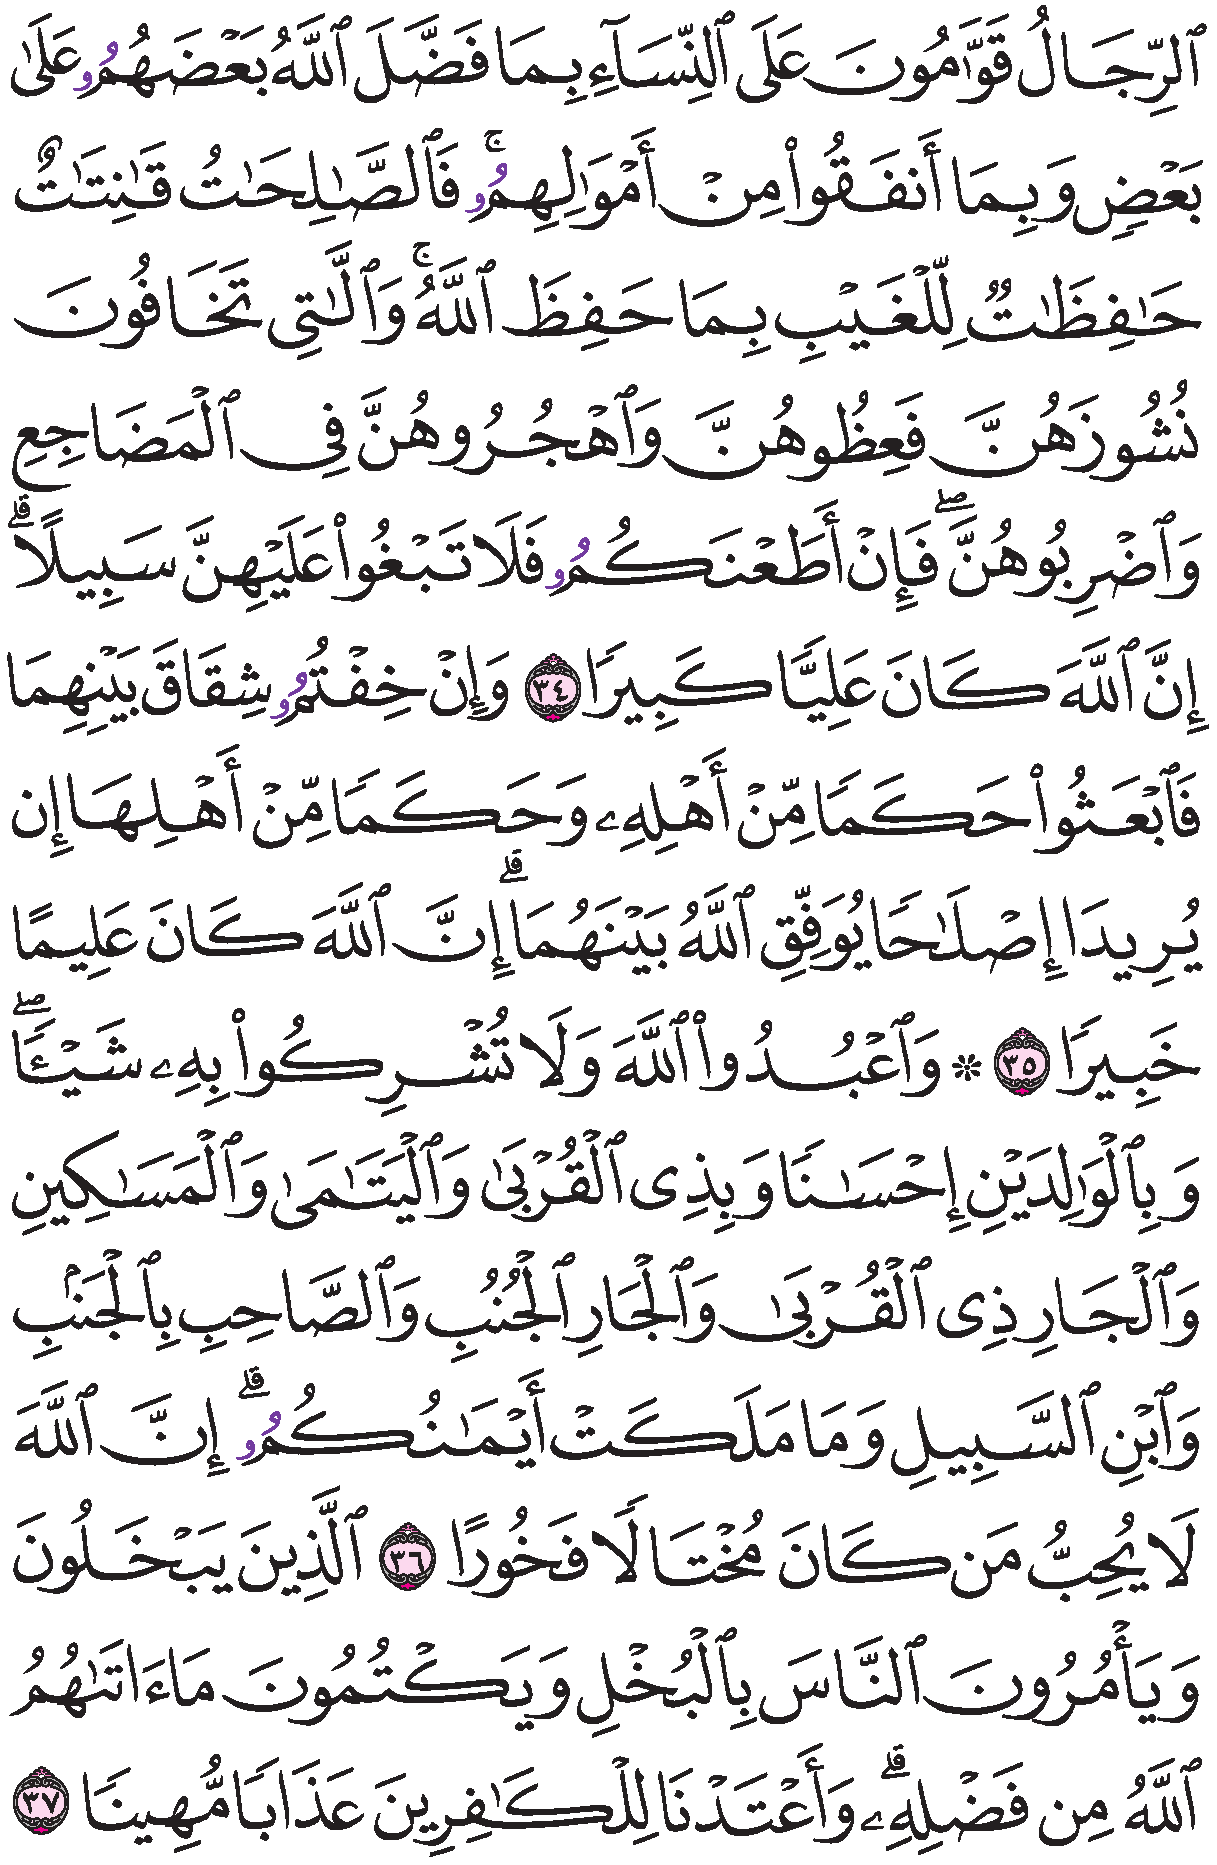 ٱلرِّجَالُ قَوَّٰمُونَ عَلَى ٱلنِّسَآءِ بِمَا فَضَّلَ ٱللَّهُ بَعۡضَهُمُۥ عَلَىٰ
بَعۡضٖ وَبِمَآ أَنفَقُواْ مِنۡ أَمۡوَٰلِهِمُۥۚ فَٱلصَّٰلِحَٰتُ قَٰنِتَٰتٌ
حَٰفِظَٰتٞ لِّلۡغَيۡبِ بِمَا حَفِظَ ٱللَّهُۚ وَٱلَّٰتِي تَخَافُونَ
نُشُوزَهُنَّ فَعِظُوهُنَّ وَٱهۡجُرُوهُنَّ فِي ٱلۡمَضَاجِعِ
وَٱضۡرِبُوهُنَّۖ فَإِنۡ أَطَعۡنَكُمُۥ فَلَا تَبۡغُواْ عَلَيۡهِنَّ سَبِيلًاۗ
إِنَّ ٱللَّهَ كَانَ عَلِيّٗا كَبِيرٗا ٣٤ وَإِنۡ خِفۡتُمُۥ شِقَاقَ بَيۡنِهِمَا
فَٱبۡعَثُواْ حَكَمٗا مِّنۡ أَهۡلِهِۦ وَحَكَمٗا مِّنۡ أَهۡلِهَا إِن
يُرِيدَا إِصۡلَٰحٗا يُوَفِّقِ ٱللَّهُ بَيۡنَهُمَاۗ إِنَّ ٱللَّهَ كَانَ عَلِيمًا
خَبِيرٗا ٣٥ ۞ وَٱعۡبُدُواْ ٱللَّهَ وَلَا تُشۡرِكُواْ بِهِۦ شَيۡـٔٗاۖ
وَبِٱلۡوَٰلِدَيۡنِ إِحۡسَٰنٗا وَبِذِي ٱلۡقُرۡبَىٰ وَٱلۡيَتَٰمَىٰ وَٱلۡمَسَٰكِينِ
وَٱلۡجَارِ ذِي ٱلۡقُرۡبَىٰ وَٱلۡجَارِ ٱلۡجُنُبِ وَٱلصَّاحِبِ بِٱلۡجَنۢبِ
وَٱبۡنِ ٱلسَّبِيلِ وَمَا مَلَكَتۡ أَيۡمَٰنُكُمُۥۗ إِنَّ ٱللَّهَ
لَا يُحِبُّ مَن كَانَ مُخۡتَالٗا فَخُورًا ٣٦ ٱلَّذِينَ يَبۡخَلُونَ
وَيَأۡمُرُونَ ٱلنَّاسَ بِٱلۡبُخۡلِ وَيَكۡتُمُونَ مَا ءَاتَىٰهُمُ
ٱللَّهُ مِن فَضۡلِهِۦۗ وَأَعۡتَدۡنَا لِلۡكَٰفِرِينَ عَذَابٗا مُّهِينٗا ٣٧